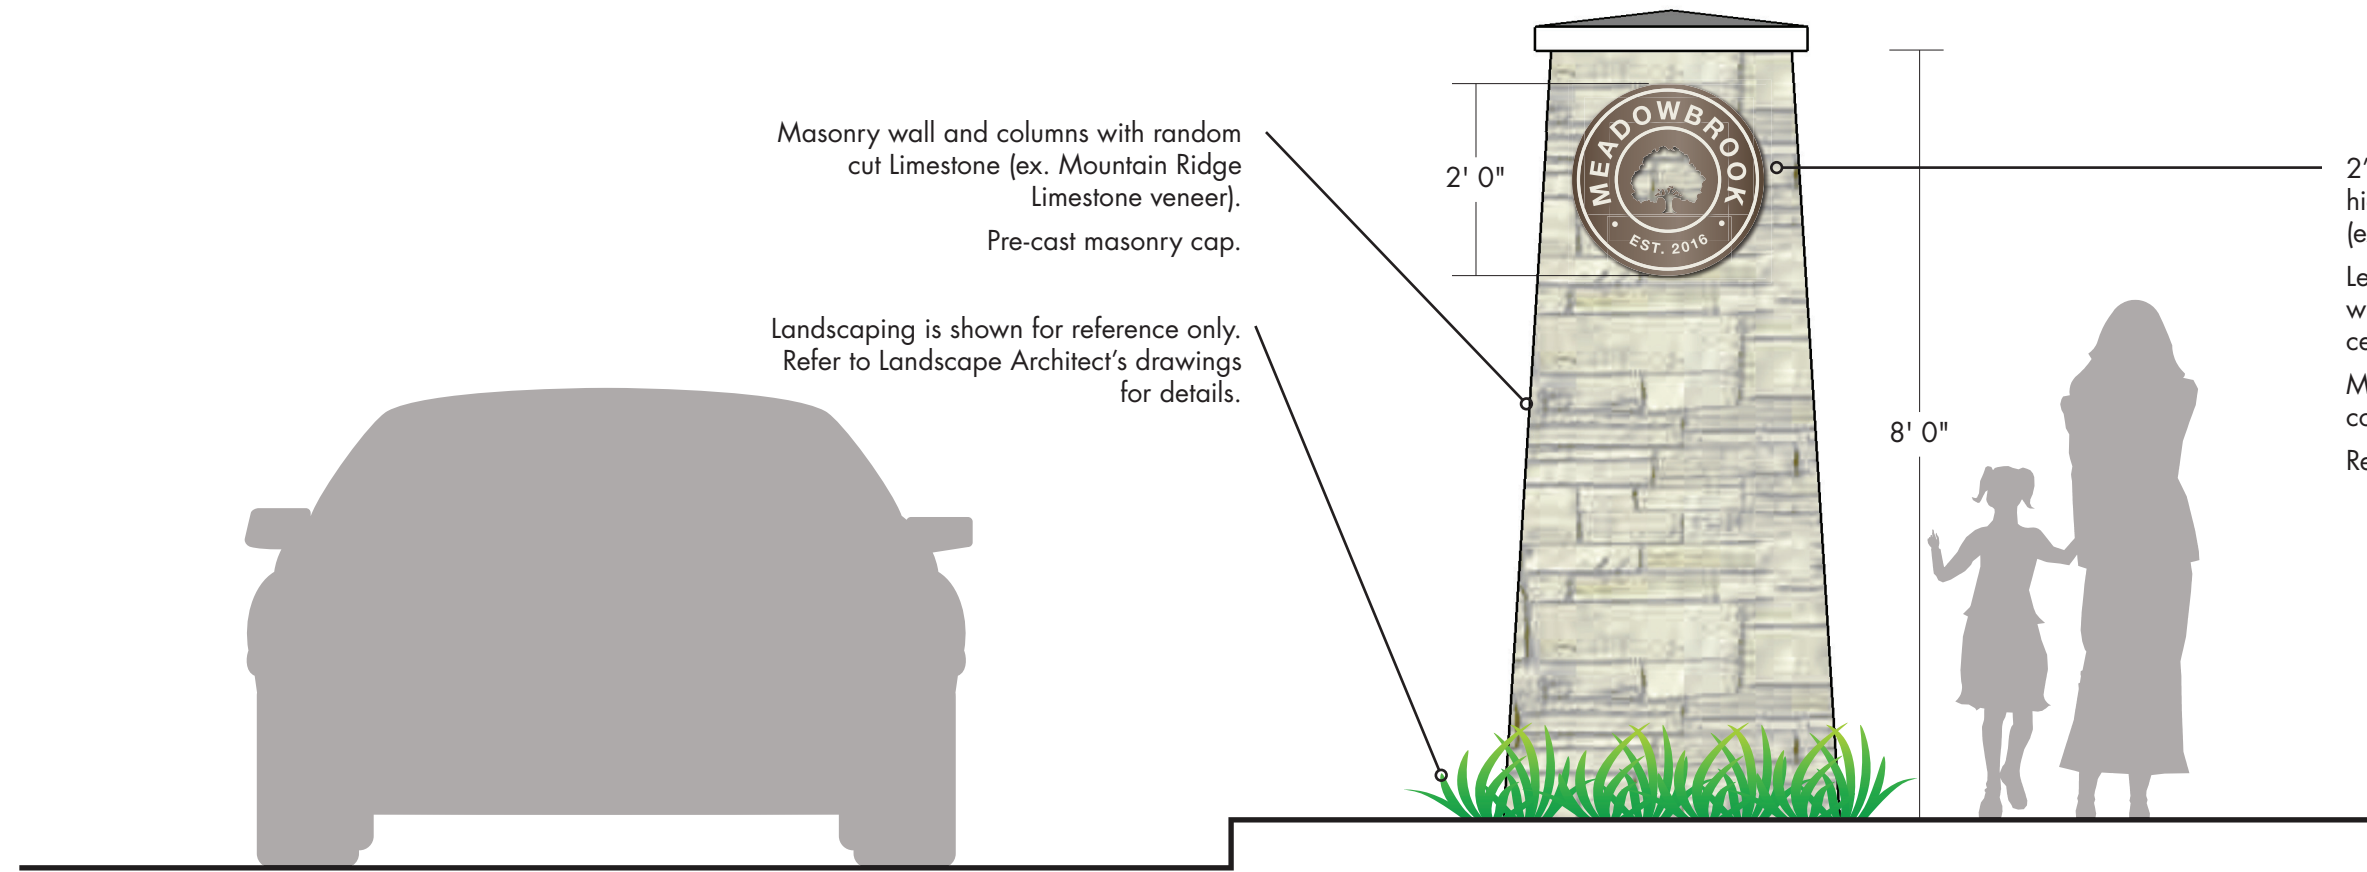 Masonry wall and columns with random
cut Limestone (ex. Mountain Ridge
Limestone veneer).
Pre-cast masonry cap.
Landscaping is shown for reference only.
Refer to Landscape Architect’s drawings
for details.
2' 0"
MEADOWBROOK
• EST. 2016 •
8' 0"
2’